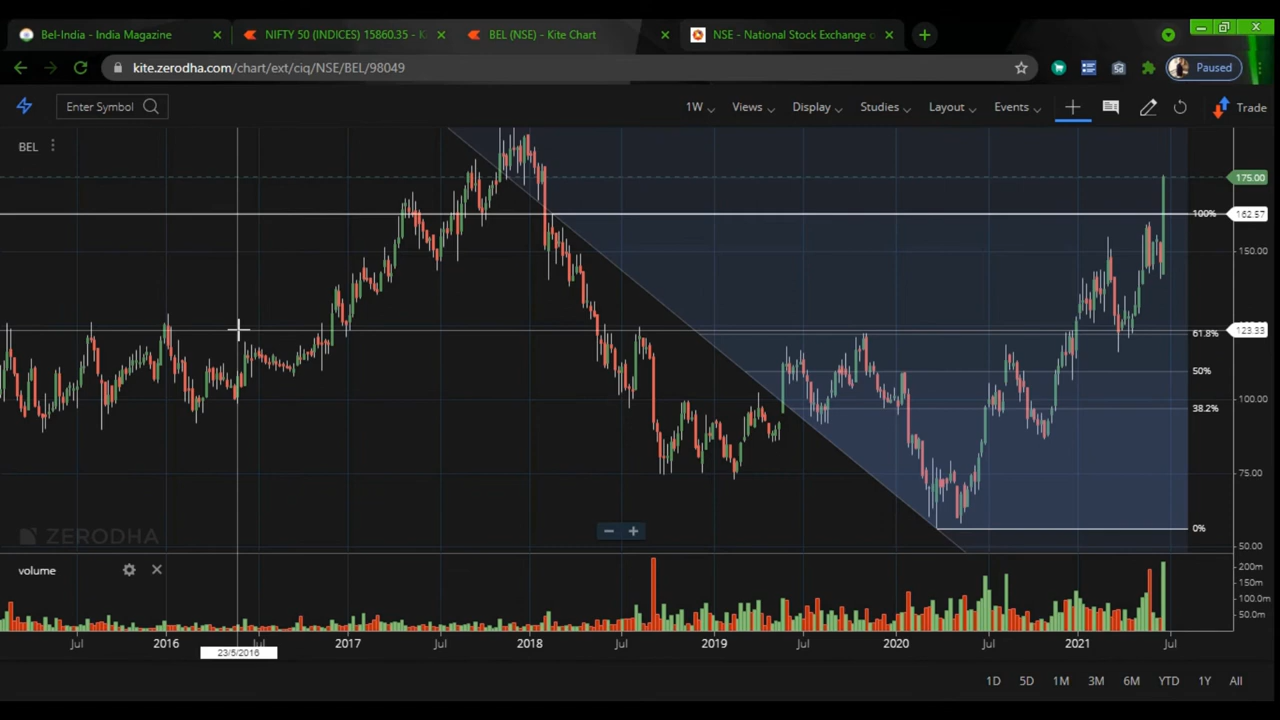 Bel-India - India Magazine
NIFTY 50 (INDICES) 15860.35 - K
BEL (NSE) - Kite Chart
NSE - National Stock Exchange o
kite.zerodha.com/chart/ext/ciq/NSE/BEL/98049
Paused
Enter Symbol
1W
Views
Display
Studies
Layout
Events
Trade
BEL
175.00
100%
162.57
150.00
123.33
61.8%
50%
100.00
38.2%
75.00
ZERODHA
0%
50.00
volume
200m
150m
100.0m
50.0m
Jul
2016
Jul
2017
Jul
2018
Jul
2019
Jul
2020
Jul
2021
Jul
23/5/2016
1D
5D
1M
3M
6M
YTD
1Y
All